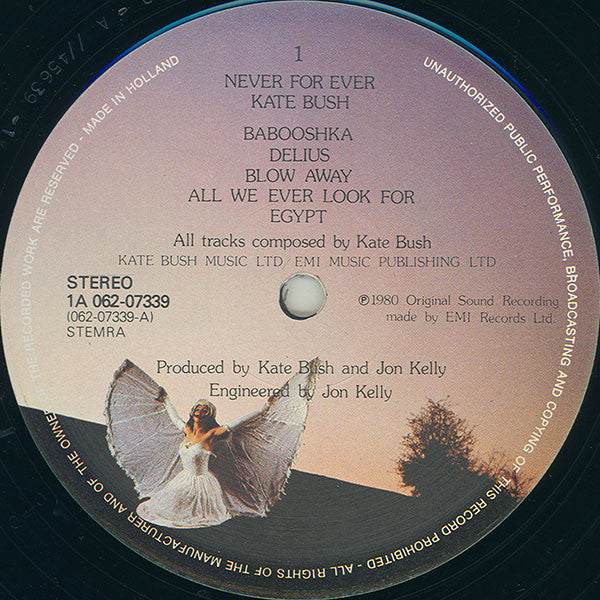 1
NEVER FOR EVER
KATE BUSH
BABOOSHKA
DELIUS
BLOW AWAY
ALL WE EVER LOOK FOR
EGYPT
All tracks composed by Kate Bush
KATE BUSH MUSIC LTD/ EMI MUSIC PUBLISHING LTD
STEREO
1A 062-07339
(062-07339-A)
STEMRA
℗1980 Original Sound Recording
made by EMI Records Ltd.
Produced by Kate Bush and Jon Kelly
Engineered by Jon Kelly
UNAUTHORIZED PUBLIC PERFORMANCE, BROADCASTING AND COPYING OF THIS RECORD PROHIBITED - ALL RIGHTS OF THE MANUFACTURER AND OF THE OWNER OF THE RECORDED WORK ARE RESERVED - MADE IN HOLLAND